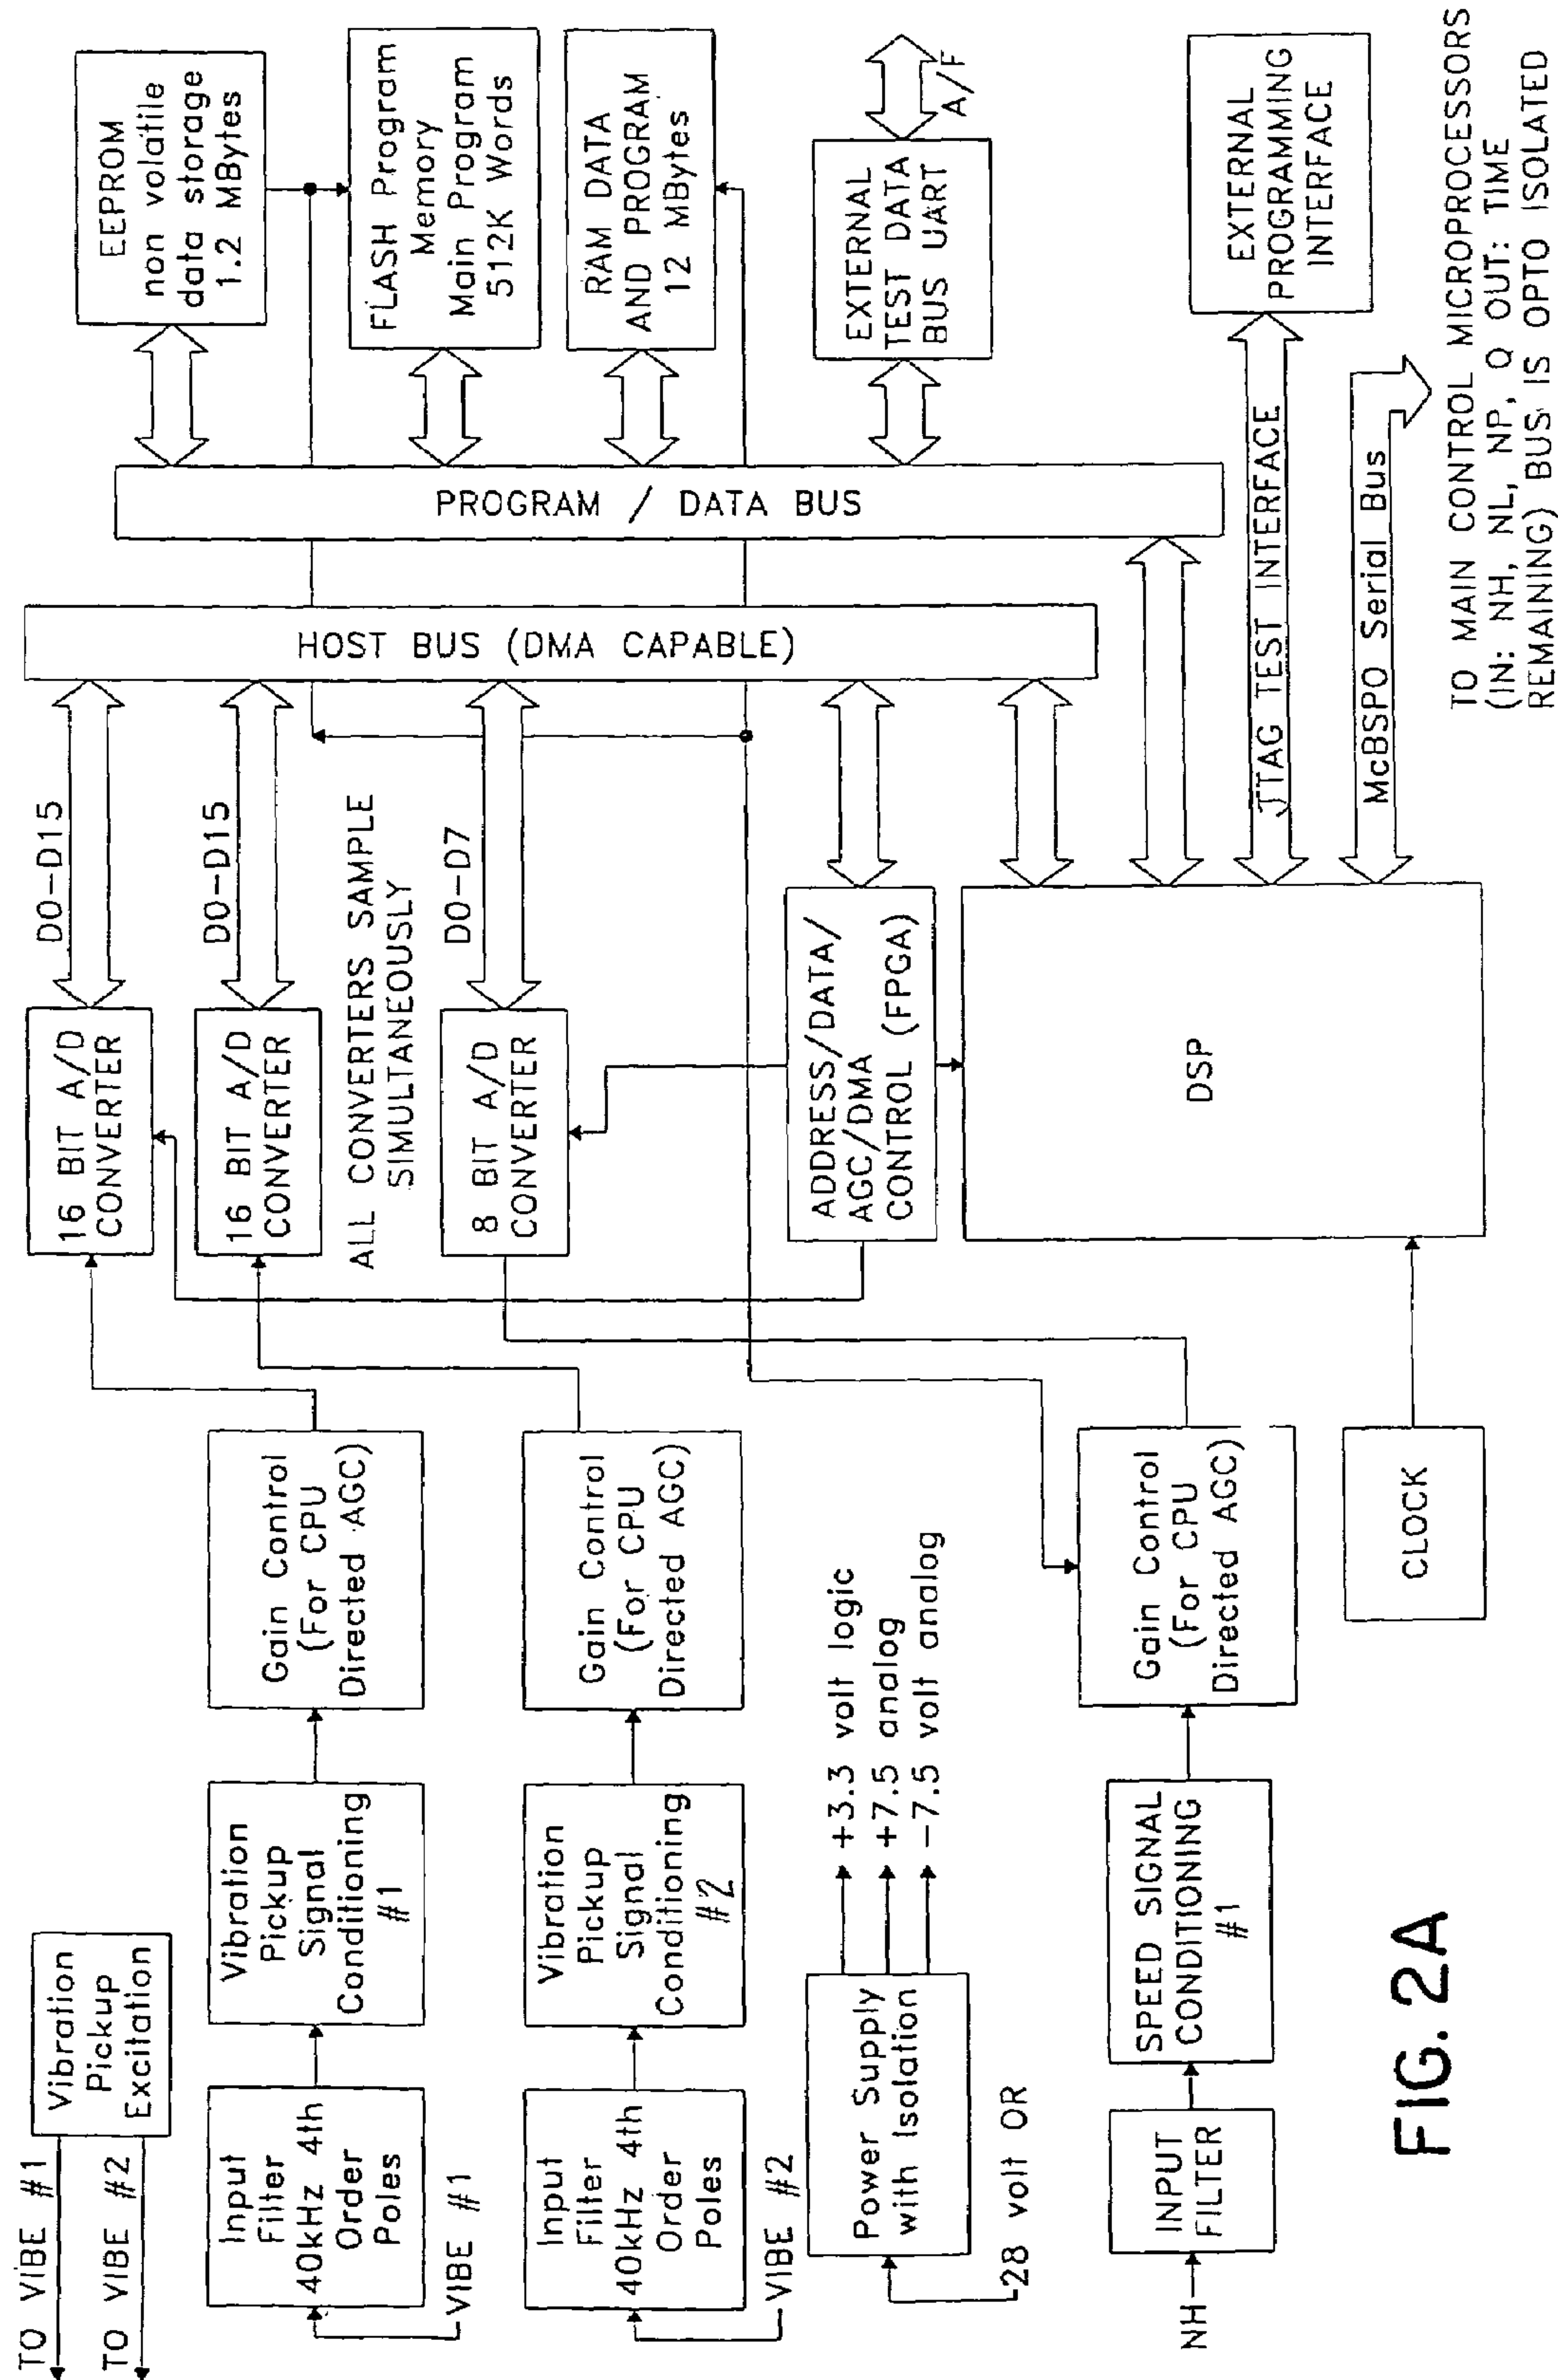 TO VIBE #1
TO VIBE #2
Vibration
Pickup
Excitation
Input
Filter
40kHz 4th
Order
Poles
VIBE #1
Vibration
Pickup
Signal
Conditioning
#1
Gain Control
(For CPU
Directed AGC)
16 BIT A/D
CONVERTER
D0-D15
Input
Filter
40kHz 4th
Order
Poles
VIBE #2
Vibration
Pickup
Signal
Conditioning
#2
Gain Control
(For CPU
Directed AGC)
16 BIT A/D
CONVERTER
D0-D15
ALL CONVERTERS SAMPLE
SIMULTANEOUSLY
8 BIT A/D
CONVERTER
D0-D7
Power Supply
with Isolation
28 volt OR
+3.3 volt logic
+7.5 analog
-7.5 volt analog
ADDRESS/DATA/
AGC/DMA
CONTROL (FPGA)
NH
INPUT
FILTER
SPEED SIGNAL
CONDITIONING
#1
Gain Control
(For CPU
Directed AGC)
CLOCK
DSP
HOST BUS (DMA CAPABLE)
PROGRAM / DATA BUS
EEPROM
non volatile
data storage
1.2 MBytes
FLASH Program
Memory
Main Program
512K Words
RAM DATA
AND PROGRAM
12 MBytes
EXTERNAL
TEST DATA
BUS UART
A/F
JTAG TEST INTERFACE
EXTERNAL
PROGRAMMING
INTERFACE
McBSPO Serial Bus
TO MAIN CONTROL MICROPROCESSORS
(IN: NH, NL, NP, Q OUT: TIME
REMAINING) BUS IS OPTO ISOLATED
FIG. 2A